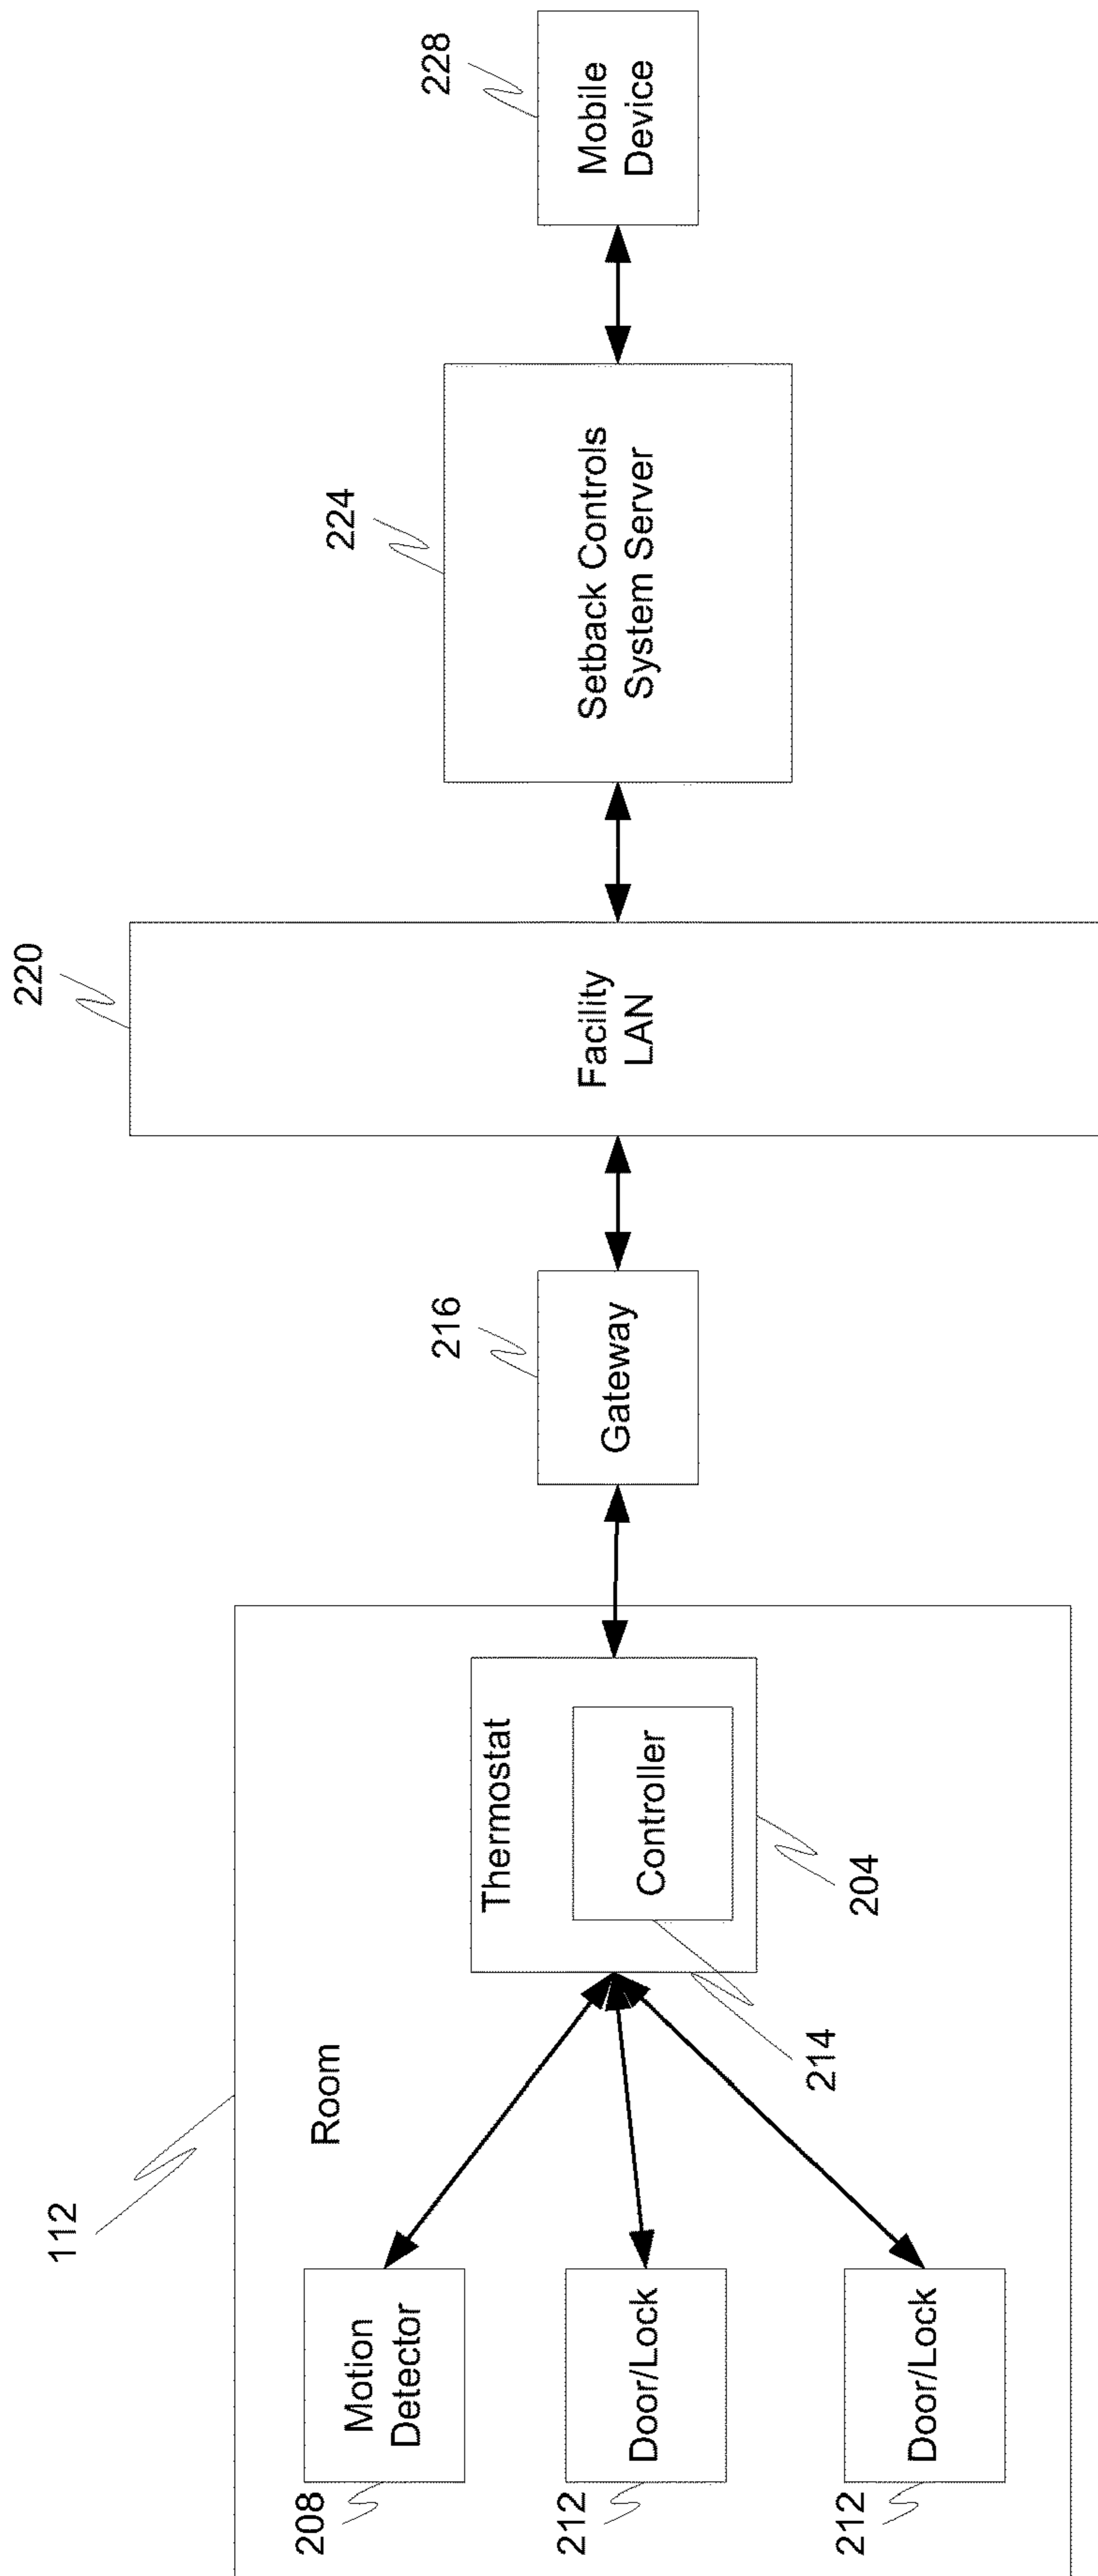 112
Room
208
Motion
Detector
212
Door/Lock
212
Door/Lock
Thermostat
Controller
214
204
216
Gateway
220
Facility
LAN
224
Setback Controls
System Server
228
Mobile
Device